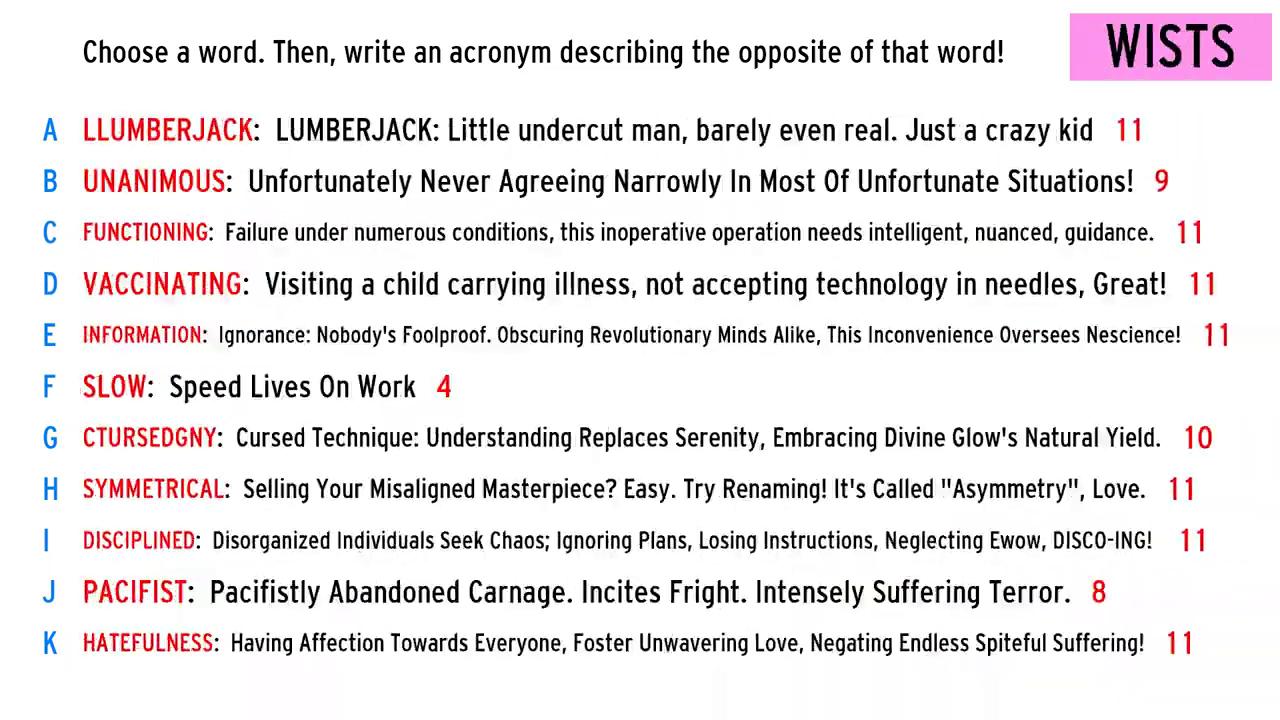 Choose a word. Then, write an acronym describing the opposite of that word! WISTS
A LLUMBERJACK: LUMBERJACK: Little undercut man, barely even real. Just a crazy kid 11
B UNANIMOUS: Unfortunately Never Agreeing Narrowly In Most Of Unfortunate Situations! 9
C FUNCTIONING: Failure under numerous conditions, this inoperative operation needs intelligent, nuanced, guidance. 11
D VACCINATING: Visiting a child carrying illness, not accepting technology in needles, Great! 11
E INFORMATION: Ignorance: Nobody's Foolproof. Obscuring Revolutionary Minds Alike, This Inconvenience Oversees Nescience! 11
F SLOW: Speed Lives On Work 4
G CTURSEDGNY: Cursed Technique: Understanding Replaces Serenity, Embracing Divine Glow's Natural Yield. 10
H SYMMETRICAL: Selling Your Misaligned Masterpiece? Easy. Try Renaming! It's Called "Asymmetry", Love. 11
I DISCIPLINED: Disorganized Individuals Seek Chaos; Ignoring Plans, Losing Instructions, Neglecting Ewow, DISCO-ING! 11
J PACIFIST: Pacifistly Abandoned Carnage. Incites Fright. Intensely Suffering Terror. 8
K HATEFULNESS: Having Affection Towards Everyone, Foster Unwavering Love, Negating Endless Spiteful Suffering! 11